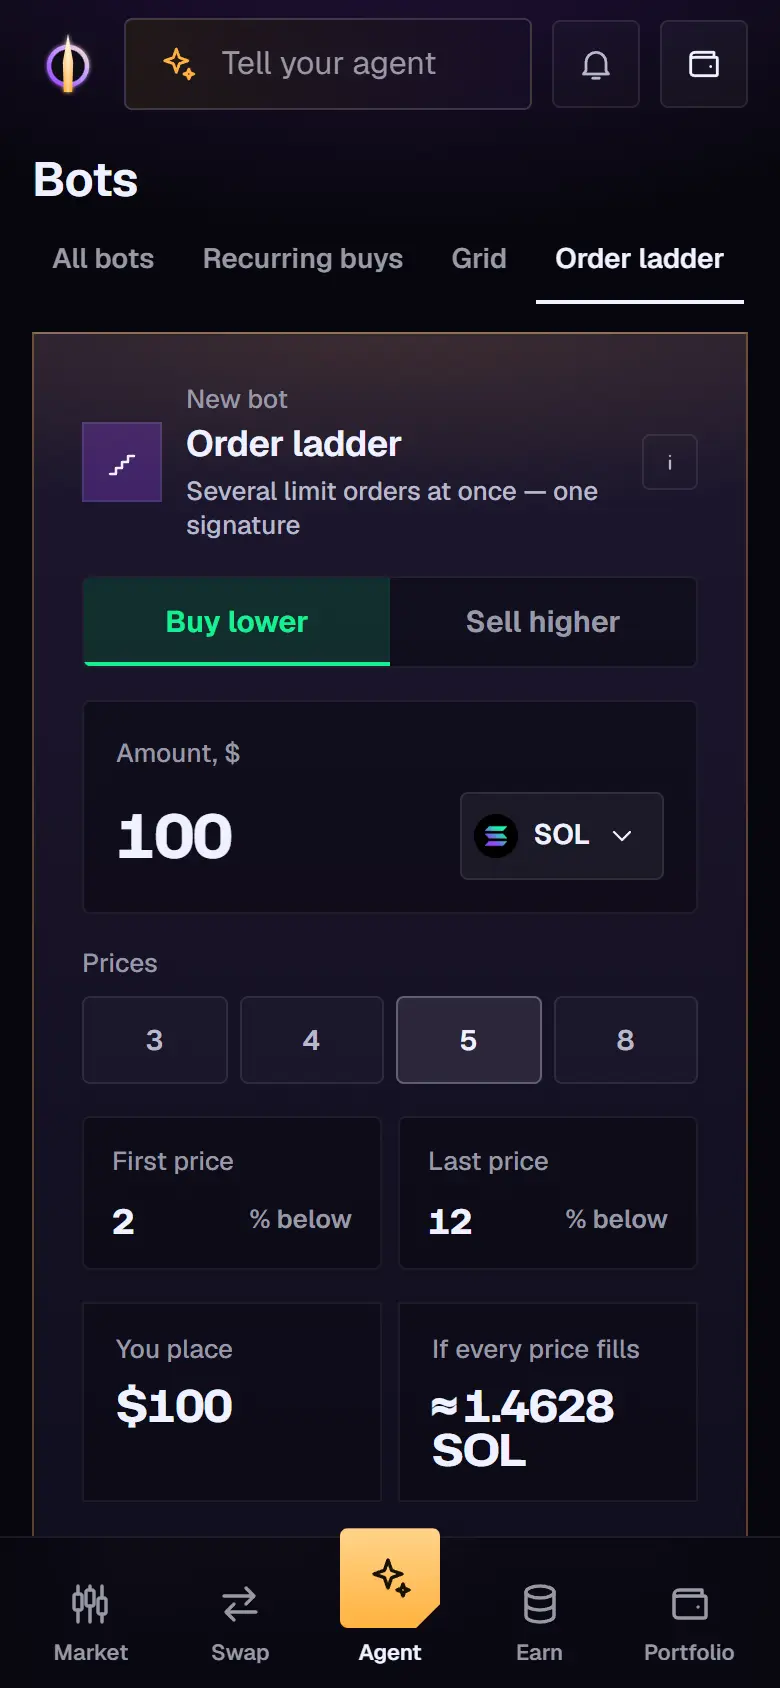 Tell your agent
Bots
All bots
Recurring buys
Grid
Order ladder
New bot
Order ladder
Several limit orders at once — one
signature
i
Buy lower
Sell higher
Amount, $
100
SOL
Prices
3
4
5
8
First price
2
% below
Last price
12
% below
You place
$100
If every price fills
≈ 1.4628
SOL
Market
Swap
Agent
Earn
Portfolio